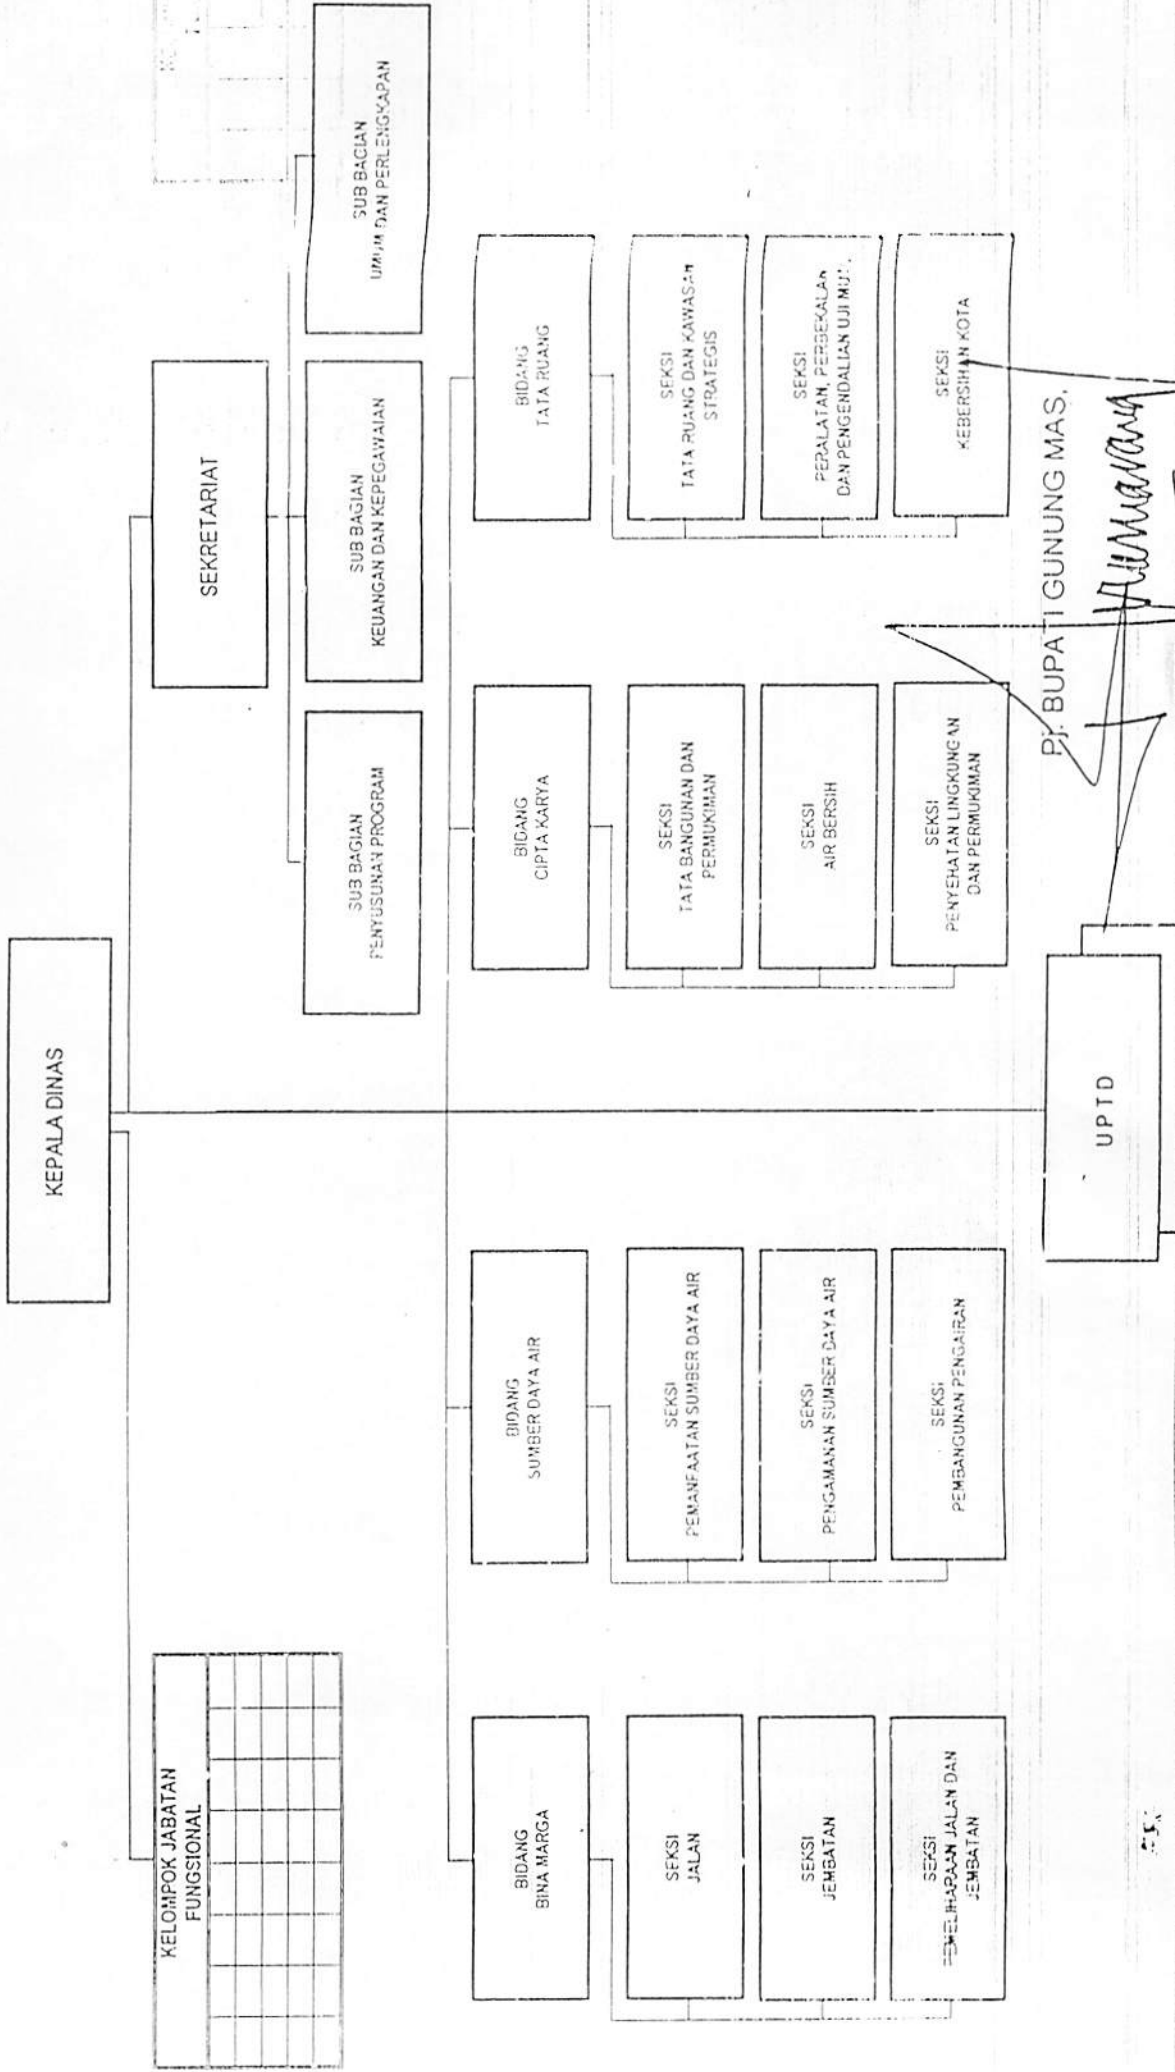 KEPALA DINAS
KELOMPOK JABATAN
FUNGSIONAL
SEKRETARIAT
SUB BAGIAN
PENYUSUNAN PROGRAM
SUB BAGIAN
KEUANGAN DAN KEPEGAWAIAN
SUB BAGIAN
UMUM DAN PERLENGKAPAN
BIDANG
BINA MARGA
BIDANG
SUMBER DAYA AIR
BIDANG
CIPTA KARYA
BIDANG
TATA RUANG
SEKSI
JALAN
SEKSI
PEMANFAATAN SUMBER DAYA AIR
SEKSI
TATA BANGUNAN DAN
PERMUKIMAN
SEKSI
TATA RUANG DAN KAWASAN
STRATEGIS
SEKSI
JEMBATAN
SEKSI
PENGAMANAN SUMBER DAYA AIR
SEKSI
AIR BERSIH
SEKSI
PERALATAN, PERBEKALAN
DAN PENGENDALIAN UJI
SEKSI
PEMELIHARAAN JALAN DAN
JEMBATAN
SEKSI
PEMBANGUNAN PENGAIRAN
SEKSI
PENYEHATAN LINGKUNGAN
DAN PERMUKIMAN
SEKSI
KEBERSIHAN KOTA
UPTD
Pj. BUPATI GUNUNG MAS,